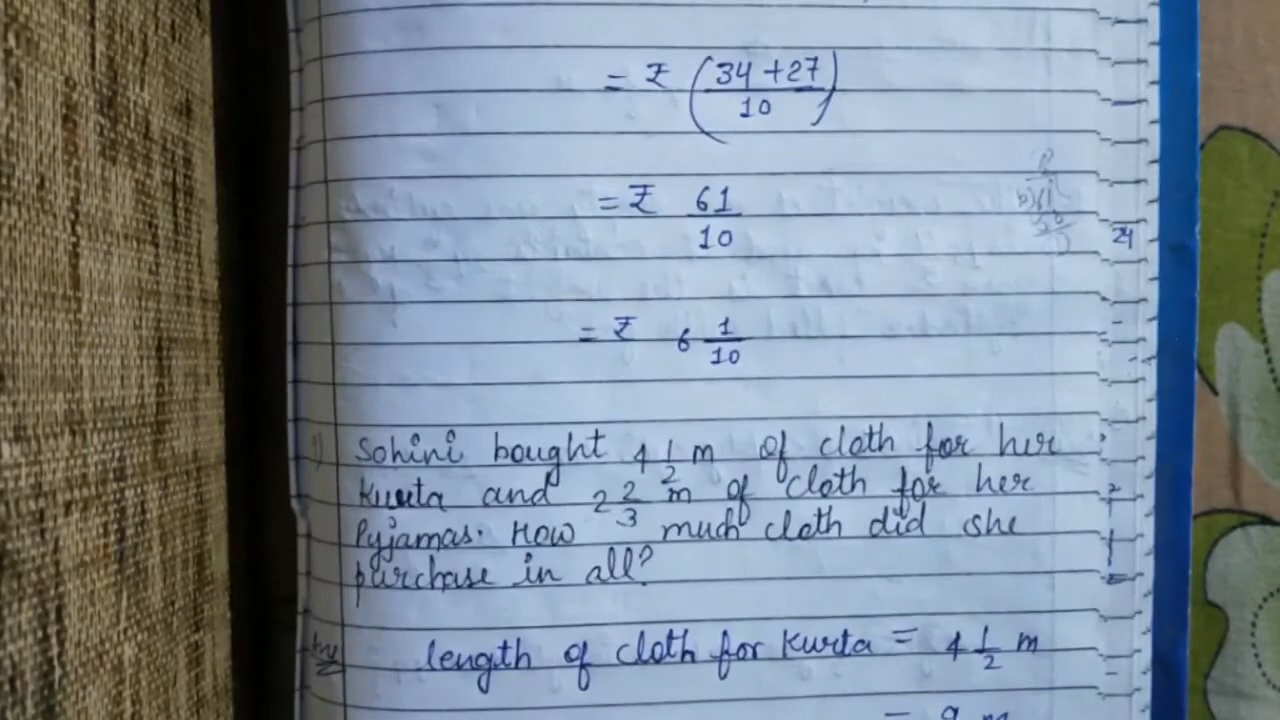 = ₹ (34 + 27 / 10)
= ₹ 61/10
24
= ₹ 6 1/10
Sohini bought 4 1/2 m of cloth for her
Kurta and 2 2/3 m of cloth for her
Pyjamas. How much cloth did she
purchase in all?
length of cloth for Kurta = 4 1/2 m